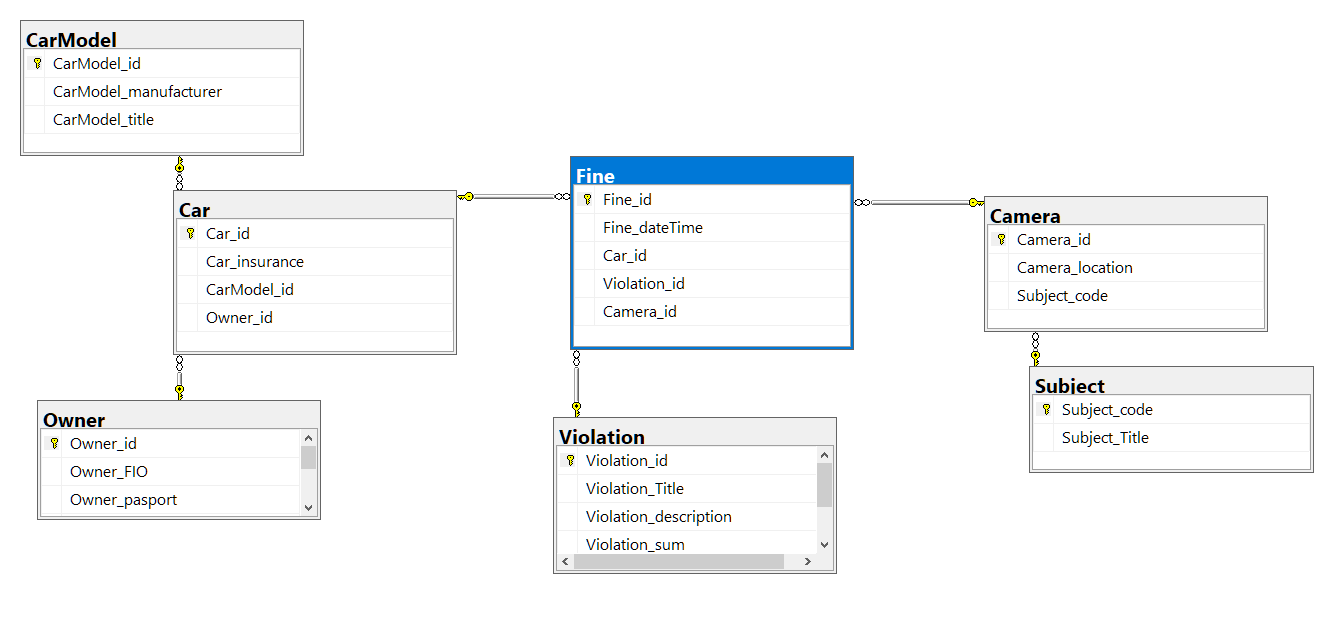 CarModel
CarModel_id
CarModel_manufacturer
CarModel_title
Car
Car_id
Car_insurance
CarModel_id
Owner_id
Owner
Owner_id
Owner_FIO
Owner_pasport
Fine
Fine_id
Fine_dateTime
Car_id
Violation_id
Camera_id
Violation
Violation_id
Violation_Title
Violation_description
Violation_sum
Camera
Camera_id
Camera_location
Subject_code
Subject
Subject_code
Subject_Title